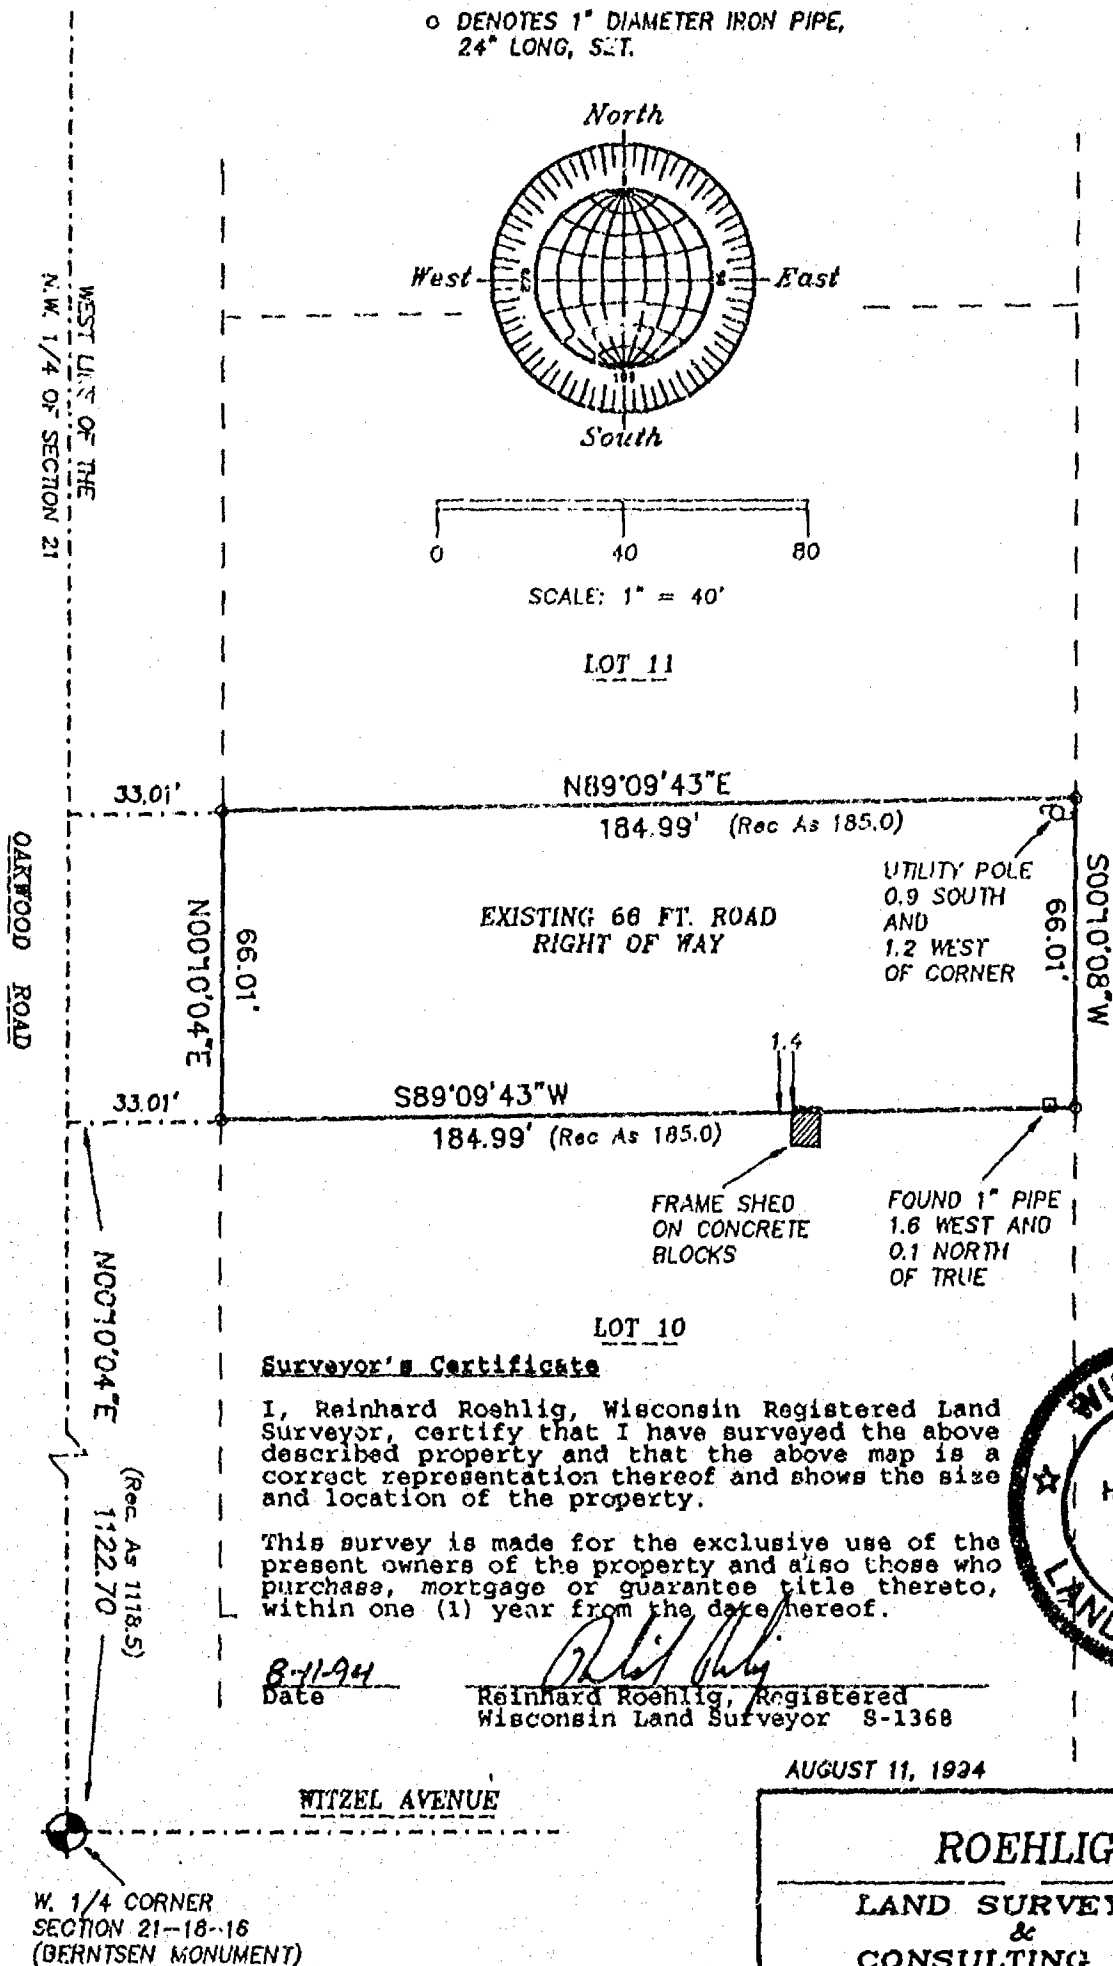 o DENOTES 1" DIAMETER IRON PIPE,
24" LONG, SET.
North
West
East
South
0 40 80
SCALE: 1" = 40'
WEST LINE OF THE
N.W. 1/4 OF SECTION 21
LOT 11
33.01'
N89°09'43"E
184.99' (Rec As 185.0)
OAKWOOD ROAD
N00°10'04"E
66.01'
EXISTING 66 FT. ROAD
RIGHT OF WAY
UTILITY POLE
0.9 SOUTH
AND
1.2 WEST
OF CORNER
66.01'
S00°10'08"W
1.4
33.01'
S89°09'43"W
184.99' (Rec As 185.0)
FRAME SHED
ON CONCRETE
BLOCKS
FOUND 1" PIPE
1.6 WEST AND
0.1 NORTH
OF TRUE
N00°10'04"E
(Rec As 1118.5)
1122.70
LOT 10
Surveyor's Certificate
I, Reinhard Roehlig, Wisconsin Registered Land
Surveyor, certify that I have surveyed the above
described property and that the above map is a
correct representation thereof and shows the size
and location of the property.
This survey is made for the exclusive use of the
present owners of the property and also those who
purchase, mortgage or guarantee title thereto,
within one (1) year from the date hereof.
8-11-94
Date
Reinhard Roehlig, Registered
Wisconsin Land Surveyor S-1368
AUGUST 11, 1994
WITZEL AVENUE
W. 1/4 CORNER
SECTION 21-18-16
(BERNTSEN MONUMENT)
ROEHLIG
LAND SURVEY
&
CONSULTING
WI
LAND